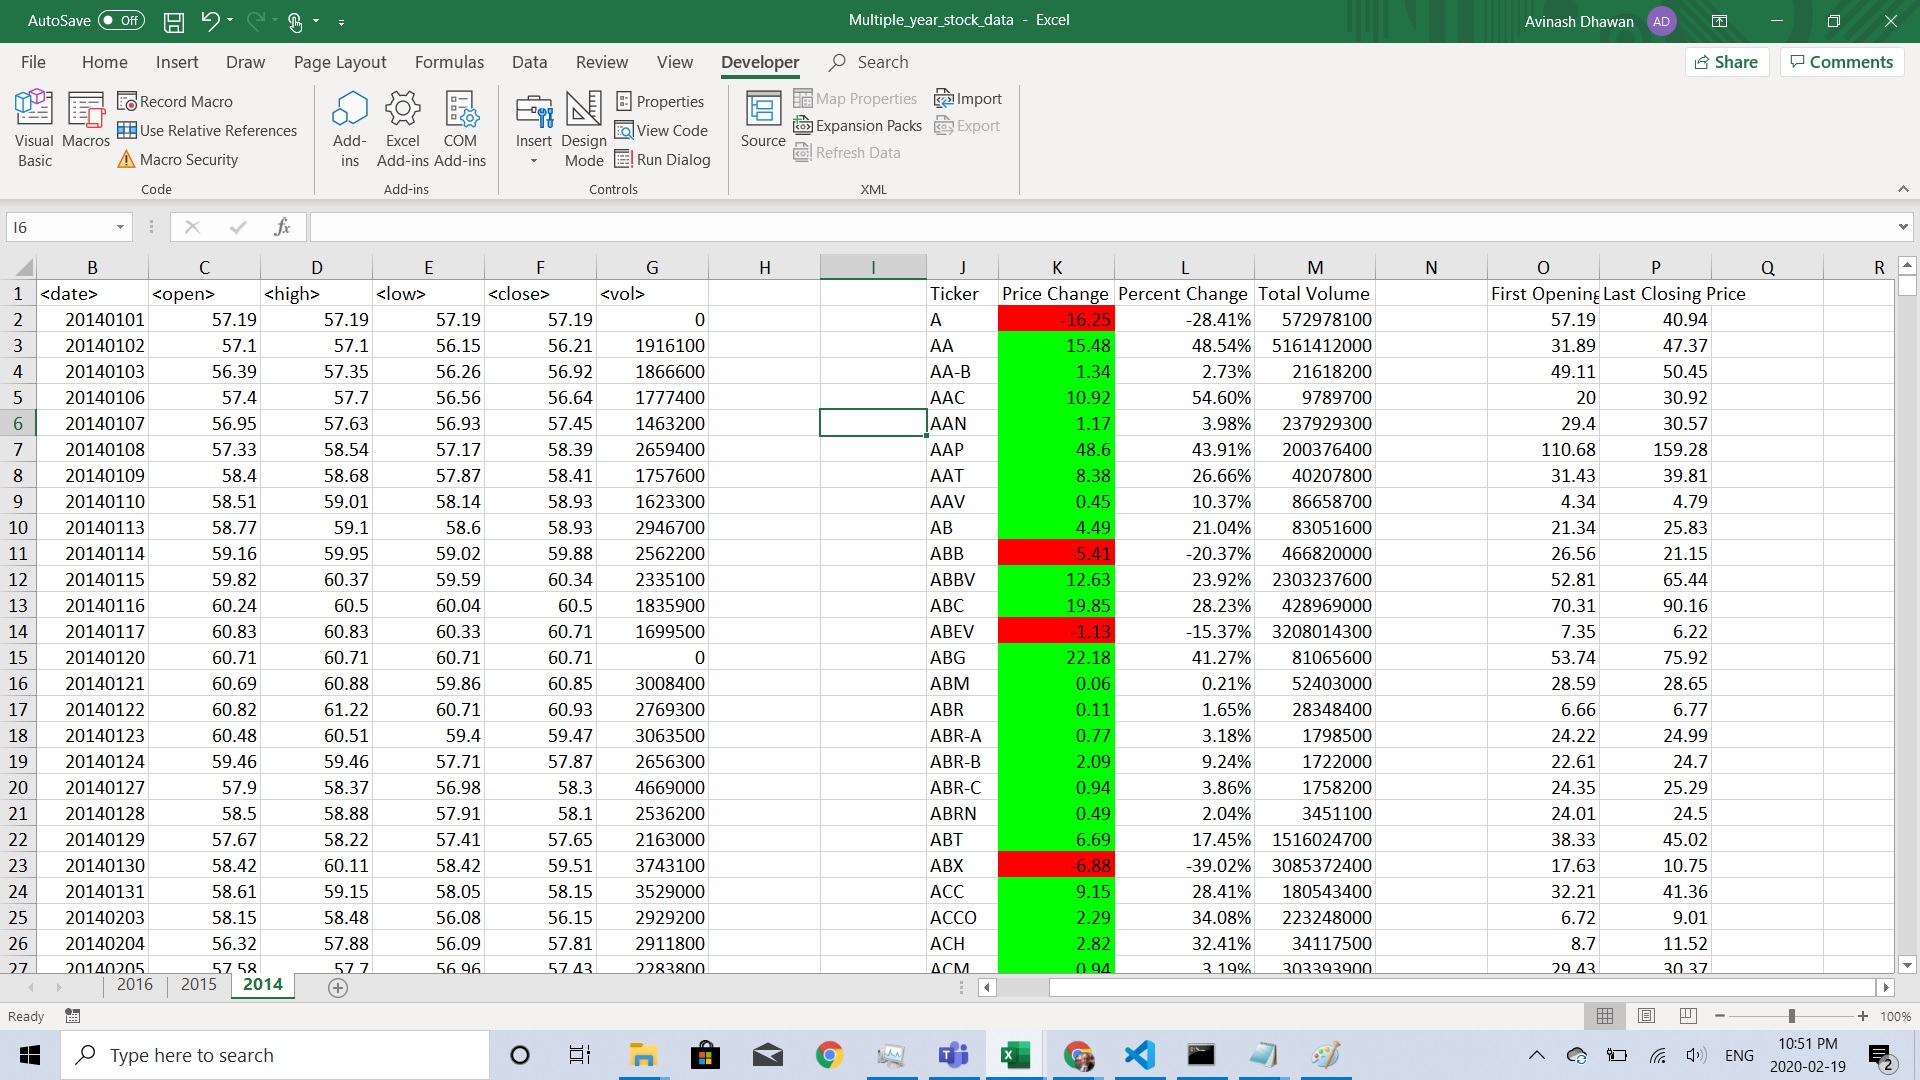 AutoSave Off Multiple_year_stock_data - Excel Avinash Dhawan AD
File Home Insert Draw Page Layout Formulas Data Review View Developer Search Share Comments
Visual Basic Macros Record Macro Use Relative References Macro Security
Add-ins Excel Add-ins COM Add-ins
Insert Design Mode Properties View Code Run Dialog
Source Map Properties Expansion Packs Refresh Data Import Export
Code Add-ins Controls XML
I6 fx
B C D E F G H I J K L M N O P Q R
1 <date> <open> <high> <low> <close> <vol> Ticker Price Change Percent Change Total Volume First Opening Last Closing Price
2 20140101 57.19 57.19 57.19 57.19 0 A -16.25 -28.41% 572978100 57.19 40.94
3 20140102 57.1 57.1 56.15 56.21 1916100 AA 15.48 48.54% 5161412000 31.89 47.37
4 20140103 56.39 57.35 56.26 56.92 1866600 AA-B 1.34 2.73% 21618200 49.11 50.45
5 20140106 57.4 57.7 56.56 56.64 1777400 AAC 10.92 54.60% 9789700 20 30.92
6 20140107 56.95 57.63 56.93 57.45 1463200 AAN 1.17 3.98% 237929300 29.4 30.57
7 20140108 57.33 58.54 57.17 58.39 2659400 AAP 48.6 43.91% 200376400 110.68 159.28
8 20140109 58.4 58.68 57.87 58.41 1757600 AAT 8.38 26.66% 40207800 31.43 39.81
9 20140110 58.51 59.01 58.14 58.93 1623300 AAV 0.45 10.37% 86658700 4.34 4.79
10 20140113 58.77 59.1 58.6 58.93 2946700 AB 4.49 21.04% 83051600 21.34 25.83
11 20140114 59.16 59.95 59.02 59.88 2562200 ABB -5.41 -20.37% 466820000 26.56 21.15
12 20140115 59.82 60.37 59.59 60.34 2335100 ABBV 12.63 23.92% 2303237600 52.81 65.44
13 20140116 60.24 60.5 60.04 60.5 1835900 ABC 19.85 28.23% 428969000 70.31 90.16
14 20140117 60.83 60.83 60.33 60.71 1699500 ABEV -1.13 -15.37% 3208014300 7.35 6.22
15 20140120 60.71 60.71 60.71 60.71 0 ABG 22.18 41.27% 81065600 53.74 75.92
16 20140121 60.69 60.88 59.86 60.85 3008400 ABM 0.06 0.21% 52403000 28.59 28.65
17 20140122 60.82 61.22 60.71 60.93 2769300 ABR 0.11 1.65% 28348400 6.66 6.77
18 20140123 60.48 60.51 59.4 59.47 3063500 ABR-A 0.77 3.18% 1798500 24.22 24.99
19 20140124 59.46 59.46 57.71 57.87 2656300 ABR-B 2.09 9.24% 1722000 22.61 24.7
20 20140127 57.9 58.37 56.98 58.3 4669000 ABR-C 0.94 3.86% 1758200 24.35 25.29
21 20140128 58.5 58.88 57.91 58.1 2536200 ABRN 0.49 2.04% 3451100 24.01 24.5
22 20140129 57.67 58.22 57.41 57.65 2163000 ABT 6.69 17.45% 1516024700 38.33 45.02
23 20140130 58.42 60.11 58.42 59.51 3743100 ABX -6.88 -39.02% 3085372400 17.63 10.75
24 20140131 58.61 59.15 58.05 58.15 3529000 ACC 9.15 28.41% 180543400 32.21 41.36
25 20140203 58.15 58.48 56.08 56.15 2929200 ACCO 2.29 34.08% 223248000 6.72 9.01
26 20140204 56.32 57.88 56.09 57.81 2911800 ACH 2.82 32.41% 34117500 8.7 11.52
27 20140205 57.58 57.7 56.96 57.43 2283800 ACM 0.94 3.19% 303393900 29.43 30.37
2016 2015 2014
Ready 100%
Type here to search ENG 10:51 PM 2020-02-19 2